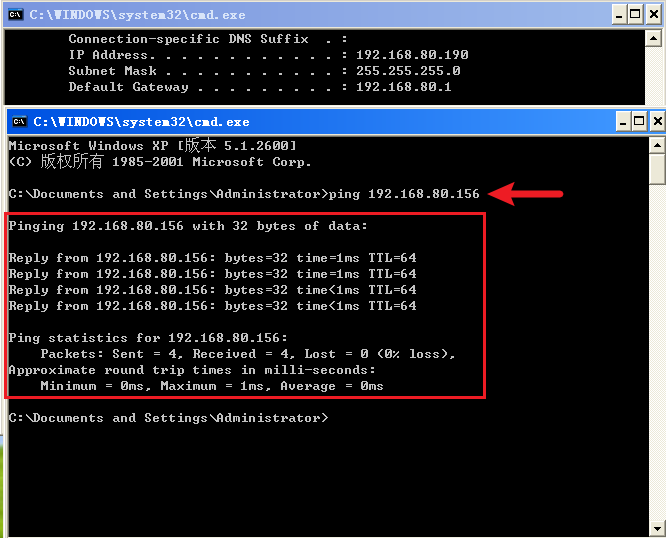 C:\WINDOWS\system32\cmd.exe
Connection-specific DNS Suffix  . :
IP Address. . . . . . . . . . . . : 192.168.80.190
Subnet Mask . . . . . . . . . . . : 255.255.255.0
Default Gateway . . . . . . . . . : 192.168.80.1
C:\WINDOWS\system32\cmd.exe
Microsoft Windows XP [版本 5.1.2600]
(C) 版权所有 1985-2001 Microsoft Corp.
C:\Documents and Settings\Administrator>ping 192.168.80.156
Pinging 192.168.80.156 with 32 bytes of data:
Reply from 192.168.80.156: bytes=32 time=1ms TTL=64
Reply from 192.168.80.156: bytes=32 time=1ms TTL=64
Reply from 192.168.80.156: bytes=32 time<1ms TTL=64
Reply from 192.168.80.156: bytes=32 time<1ms TTL=64
Ping statistics for 192.168.80.156:
Packets: Sent = 4, Received = 4, Lost = 0 (0% loss),
Approximate round trip times in milli-seconds:
Minimum = 0ms, Maximum = 1ms, Average = 0ms
C:\Documents and Settings\Administrator>